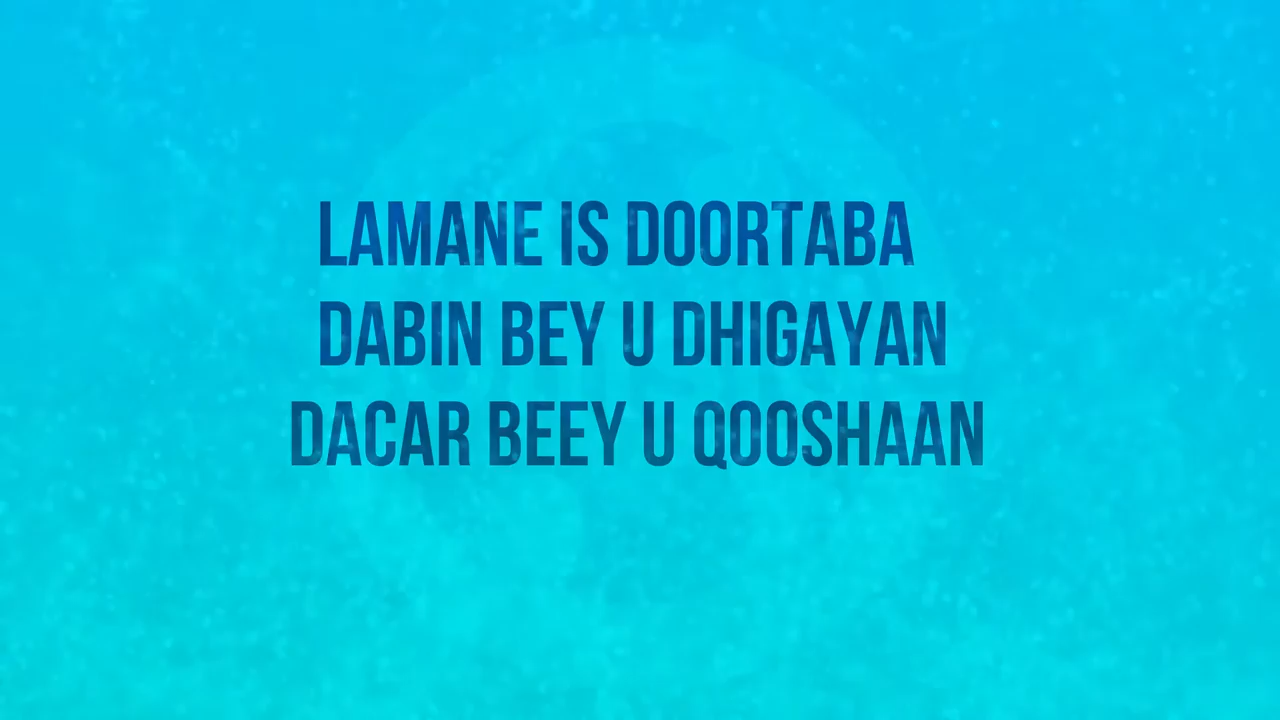 LAMANE IS DOORTABA
DABIN BEY U DHIGAYAN
DACAR BEEY U QOOSHAAN